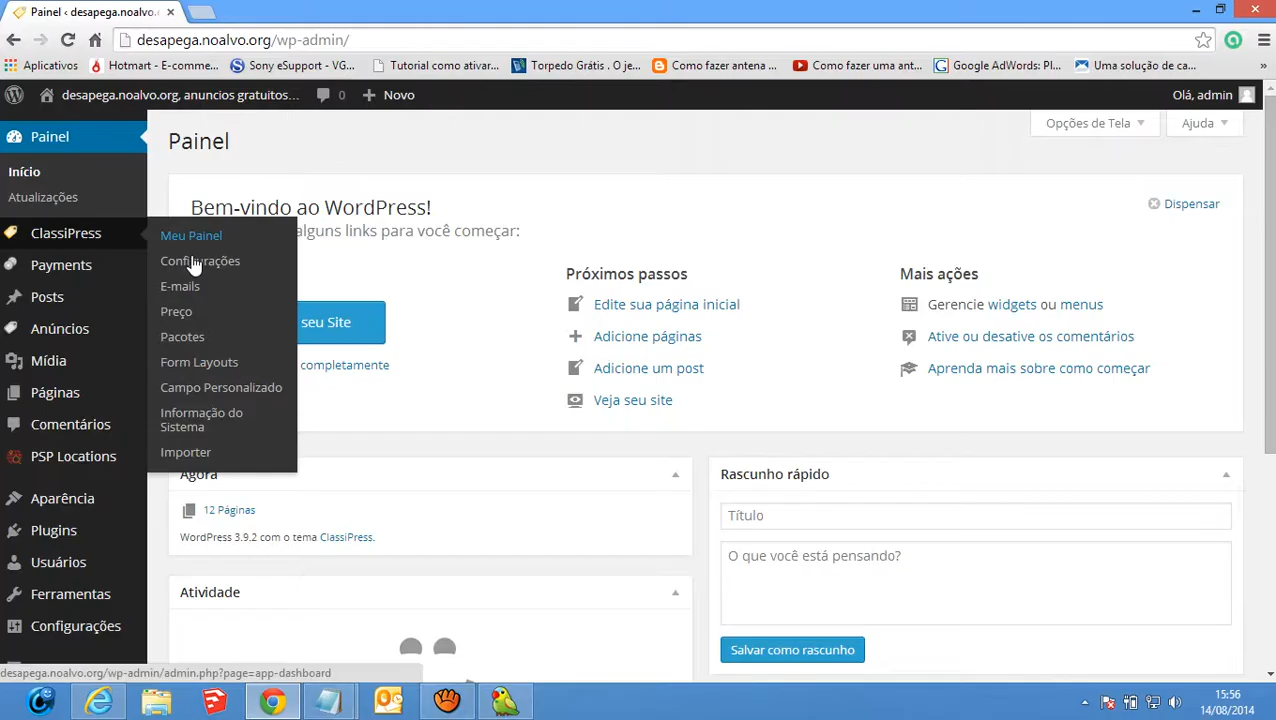 Painel ‹ desapega.noalvo.
desapega.noalvo.org/wp-admin/
Aplicativos
Hotmart - E-comme...
Sony eSupport - VG...
Tutorial como ativar...
Torpedo Grátis . O je...
Como fazer antena ...
Como fazer uma ant...
Google AdWords: Pl...
Uma solução de ca...
»
desapega.noalvo.org, anuncios gratuitos...
0
Novo
Olá, admin
Painel
Início
Atualizações
ClassiPress
Payments
Posts
Anúncios
Mídia
Páginas
Comentários
PSP Locations
Aparência
Plugins
Usuários
Ferramentas
Configurações
Meu Painel
Configurações
E-mails
Preço
Pacotes
Form Layouts
Campo Personalizado
Informação do
Sistema
Importer
Painel
Opções de Tela
Ajuda
Bem-vindo ao WordPress!
Dispensar
alguns links para você começar:
seu Site
completamente
Próximos passos
Edite sua página inicial
Adicione páginas
Adicione um post
Veja seu site
Mais ações
Gerencie widgets ou menus
Ative ou desative os comentários
Aprenda mais sobre como começar
Agora
12 Páginas
WordPress 3.9.2 com o tema ClassiPress.
Atividade
Rascunho rápido
Título
O que você está pensando?
Salvar como rascunho
desapega.noalvo.org/wp-admin/admin.php?page=app-dashboard
15:56
14/08/2014